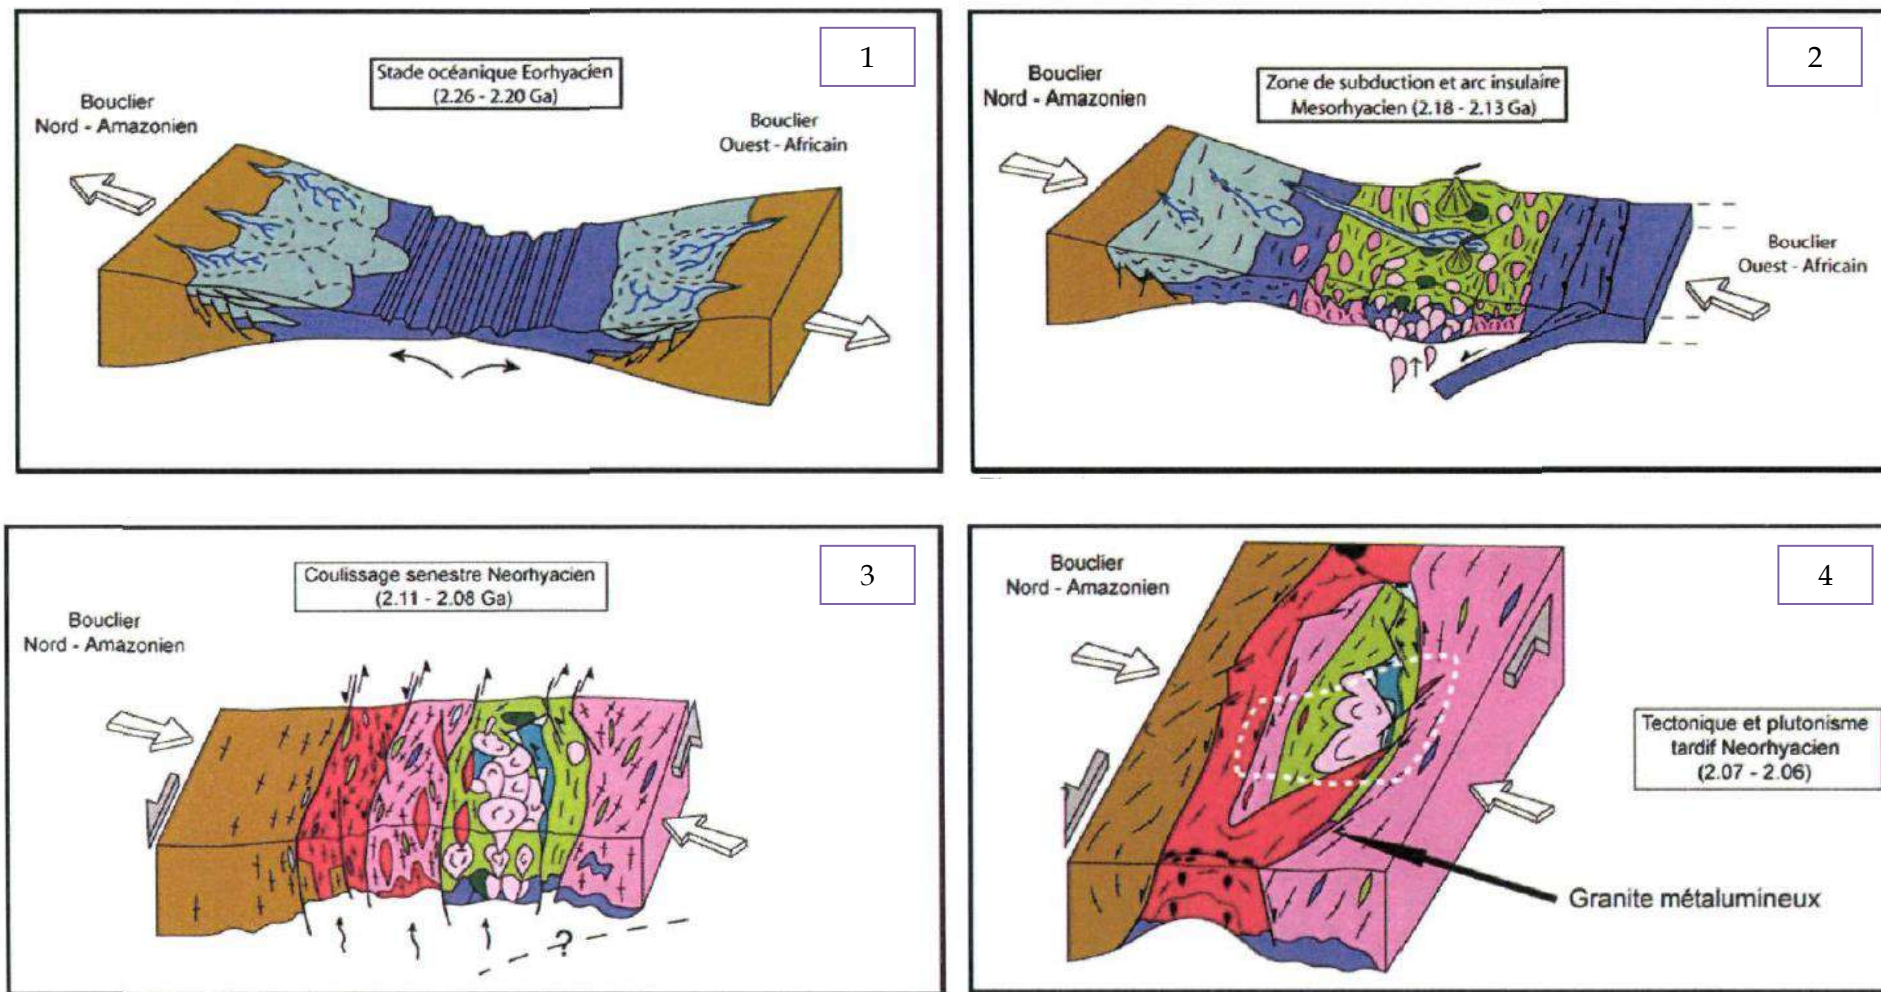 1
Stade océanique Eorhyacien
(2.26 - 2.20 Ga)
Bouclier
Nord - Amazonien
Bouclier
Ouest - Africain
2
Bouclier
Nord - Amazonien
Zone de subduction et arc insulaire
Mesorhyacien (2.18 - 2.13 Ga)
Bouclier
Ouest - Africain
3
Coulissage senestre Neorhyacien
(2.11 - 2.08 Ga)
Bouclier
Nord - Amazonien
?
4
Bouclier
Nord - Amazonien
Tectonique et plutonisme
tardif Neorhyacien
(2.07 - 2.06)
Granite métalumineux